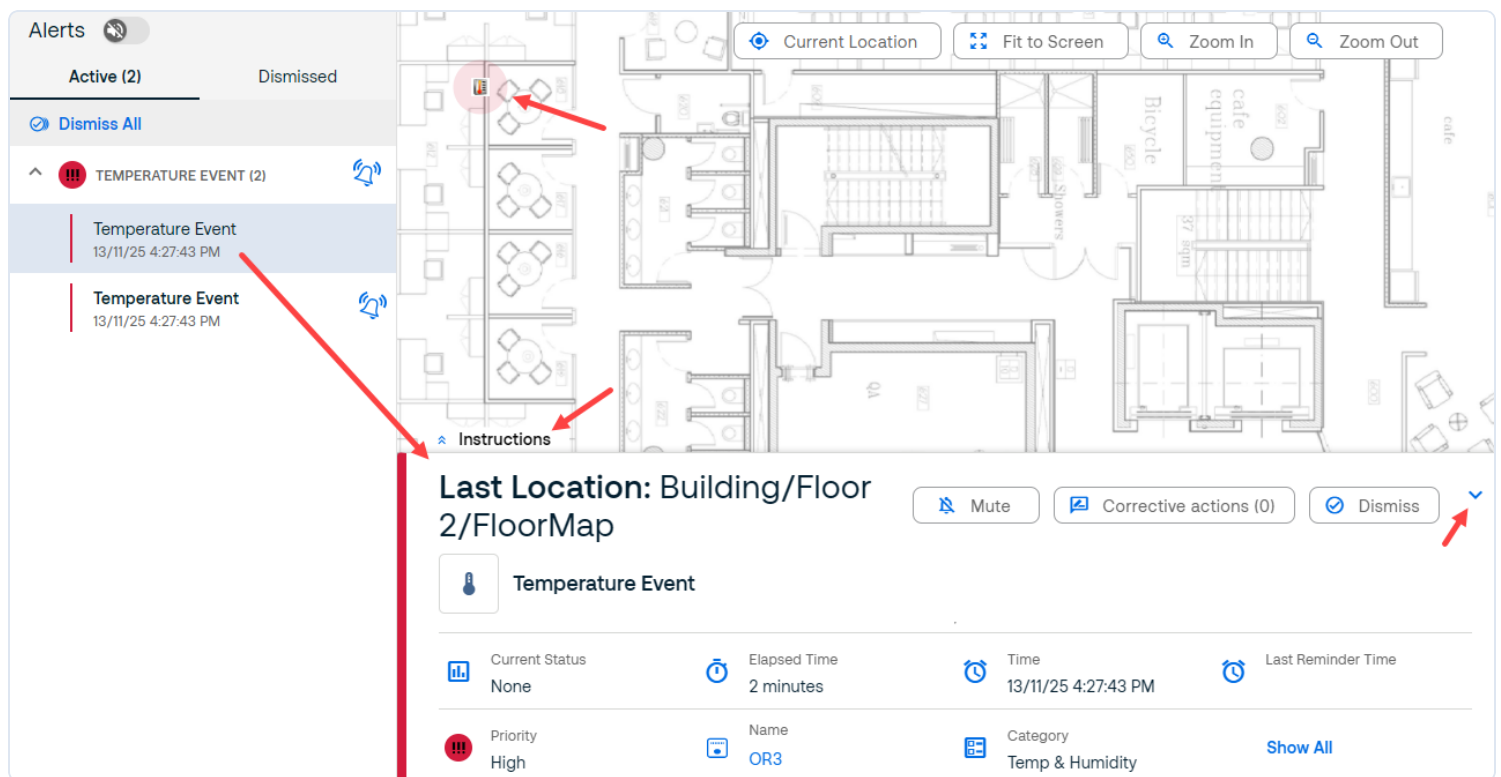 Alerts
Active (2)
Dismissed
Dismiss All
TEMPERATURE EVENT (2)
Temperature Event
13/11/25 4:27:43 PM
Temperature Event
13/11/25 4:27:43 PM
Current Location
Fit to Screen
Zoom In
Zoom Out
Bicycle
cafe
equipment
cafe
Showers
37 sqm
QA
Instructions
Last Location: Building/Floor
2/FloorMap
Mute
Corrective actions (0)
Dismiss
Temperature Event
Current Status
None
Elapsed Time
2 minutes
Time
13/11/25 4:27:43 PM
Last Reminder Time
Priority
High
Name
OR3
Category
Temp & Humidity
Show All